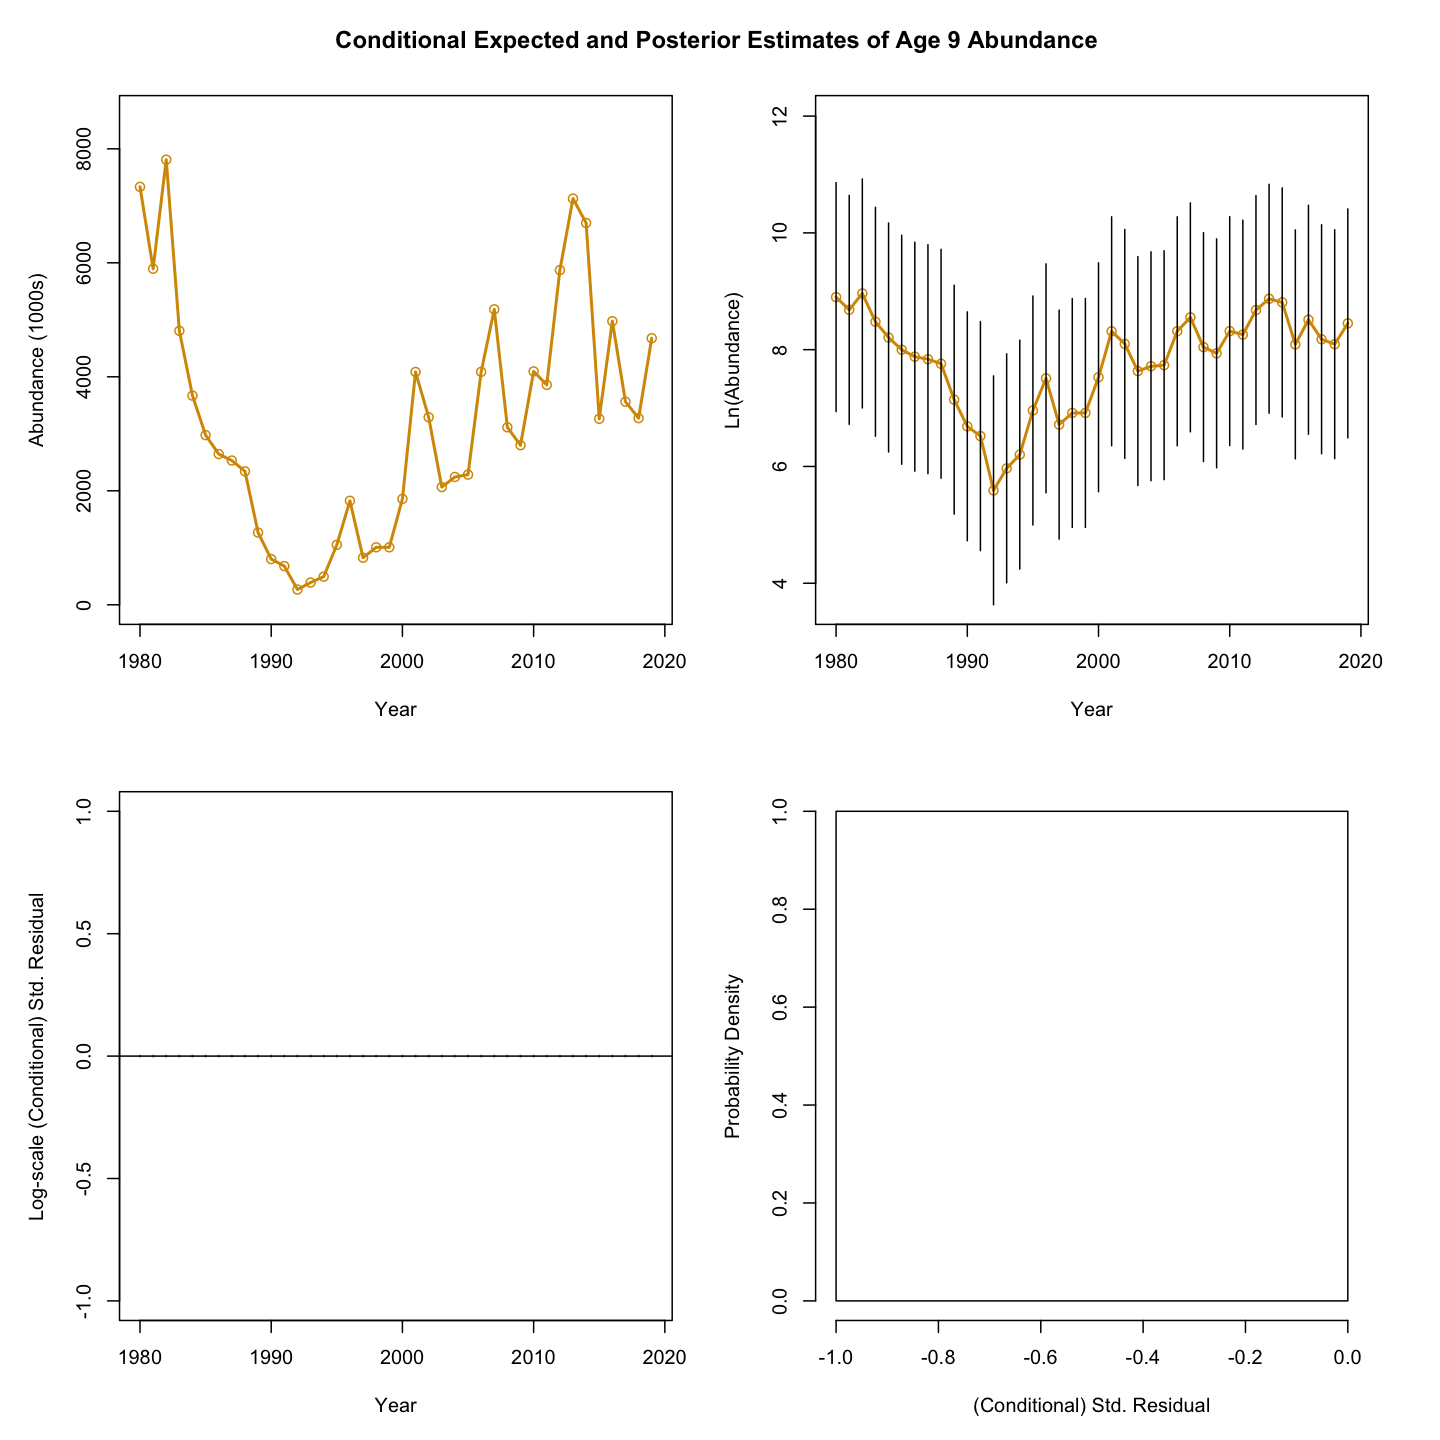 Conditional Expected and Posterior Estimates of Age 9 Abundance
Abundance (1000s)
8000
6000
4000
2000
0
1980 1990 2000 2010 2020
Year
Ln(Abundance)
12
10
8
6
4
1980 1990 2000 2010 2020
Year
Log-scale (Conditional) Std. Residual
1.0
0.5
0.0
-0.5
-1.0
1980 1990 2000 2010 2020
Year
Probability Density
1.0
0.8
0.6
0.4
0.2
0.0
-1.0 -0.8 -0.6 -0.4 -0.2 0.0
(Conditional) Std. Residual